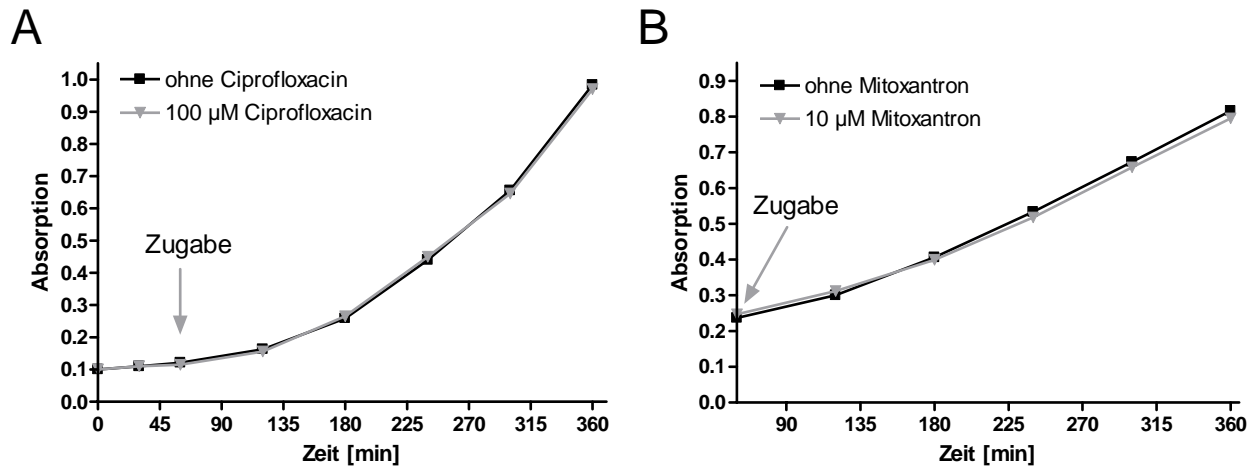 A
ohne Ciprofloxacin
100 µM Ciprofloxacin
Zugabe
Absorption
1.0
0.9
0.8
0.7
0.6
0.5
0.4
0.3
0.2
0.1
0.0
0 45 90 135 180 225 270 315 360
Zeit [min]
B
ohne Mitoxantron
10 µM Mitoxantron
Zugabe
Absorption
0.9
0.8
0.7
0.6
0.5
0.4
0.3
0.2
0.1
0.0
90 135 180 225 270 315 360
Zeit [min]